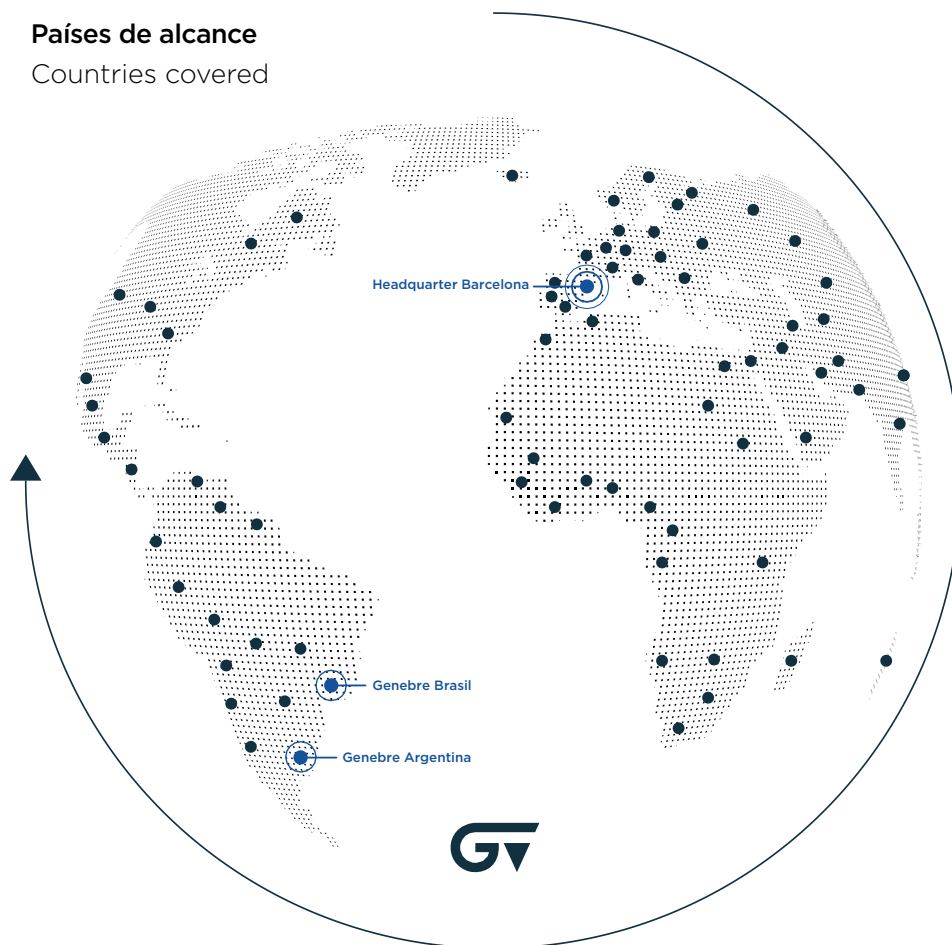 Países de alcance
Countries covered
Headquarter Barcelona
Genebre Brasil
Genebre Argentina